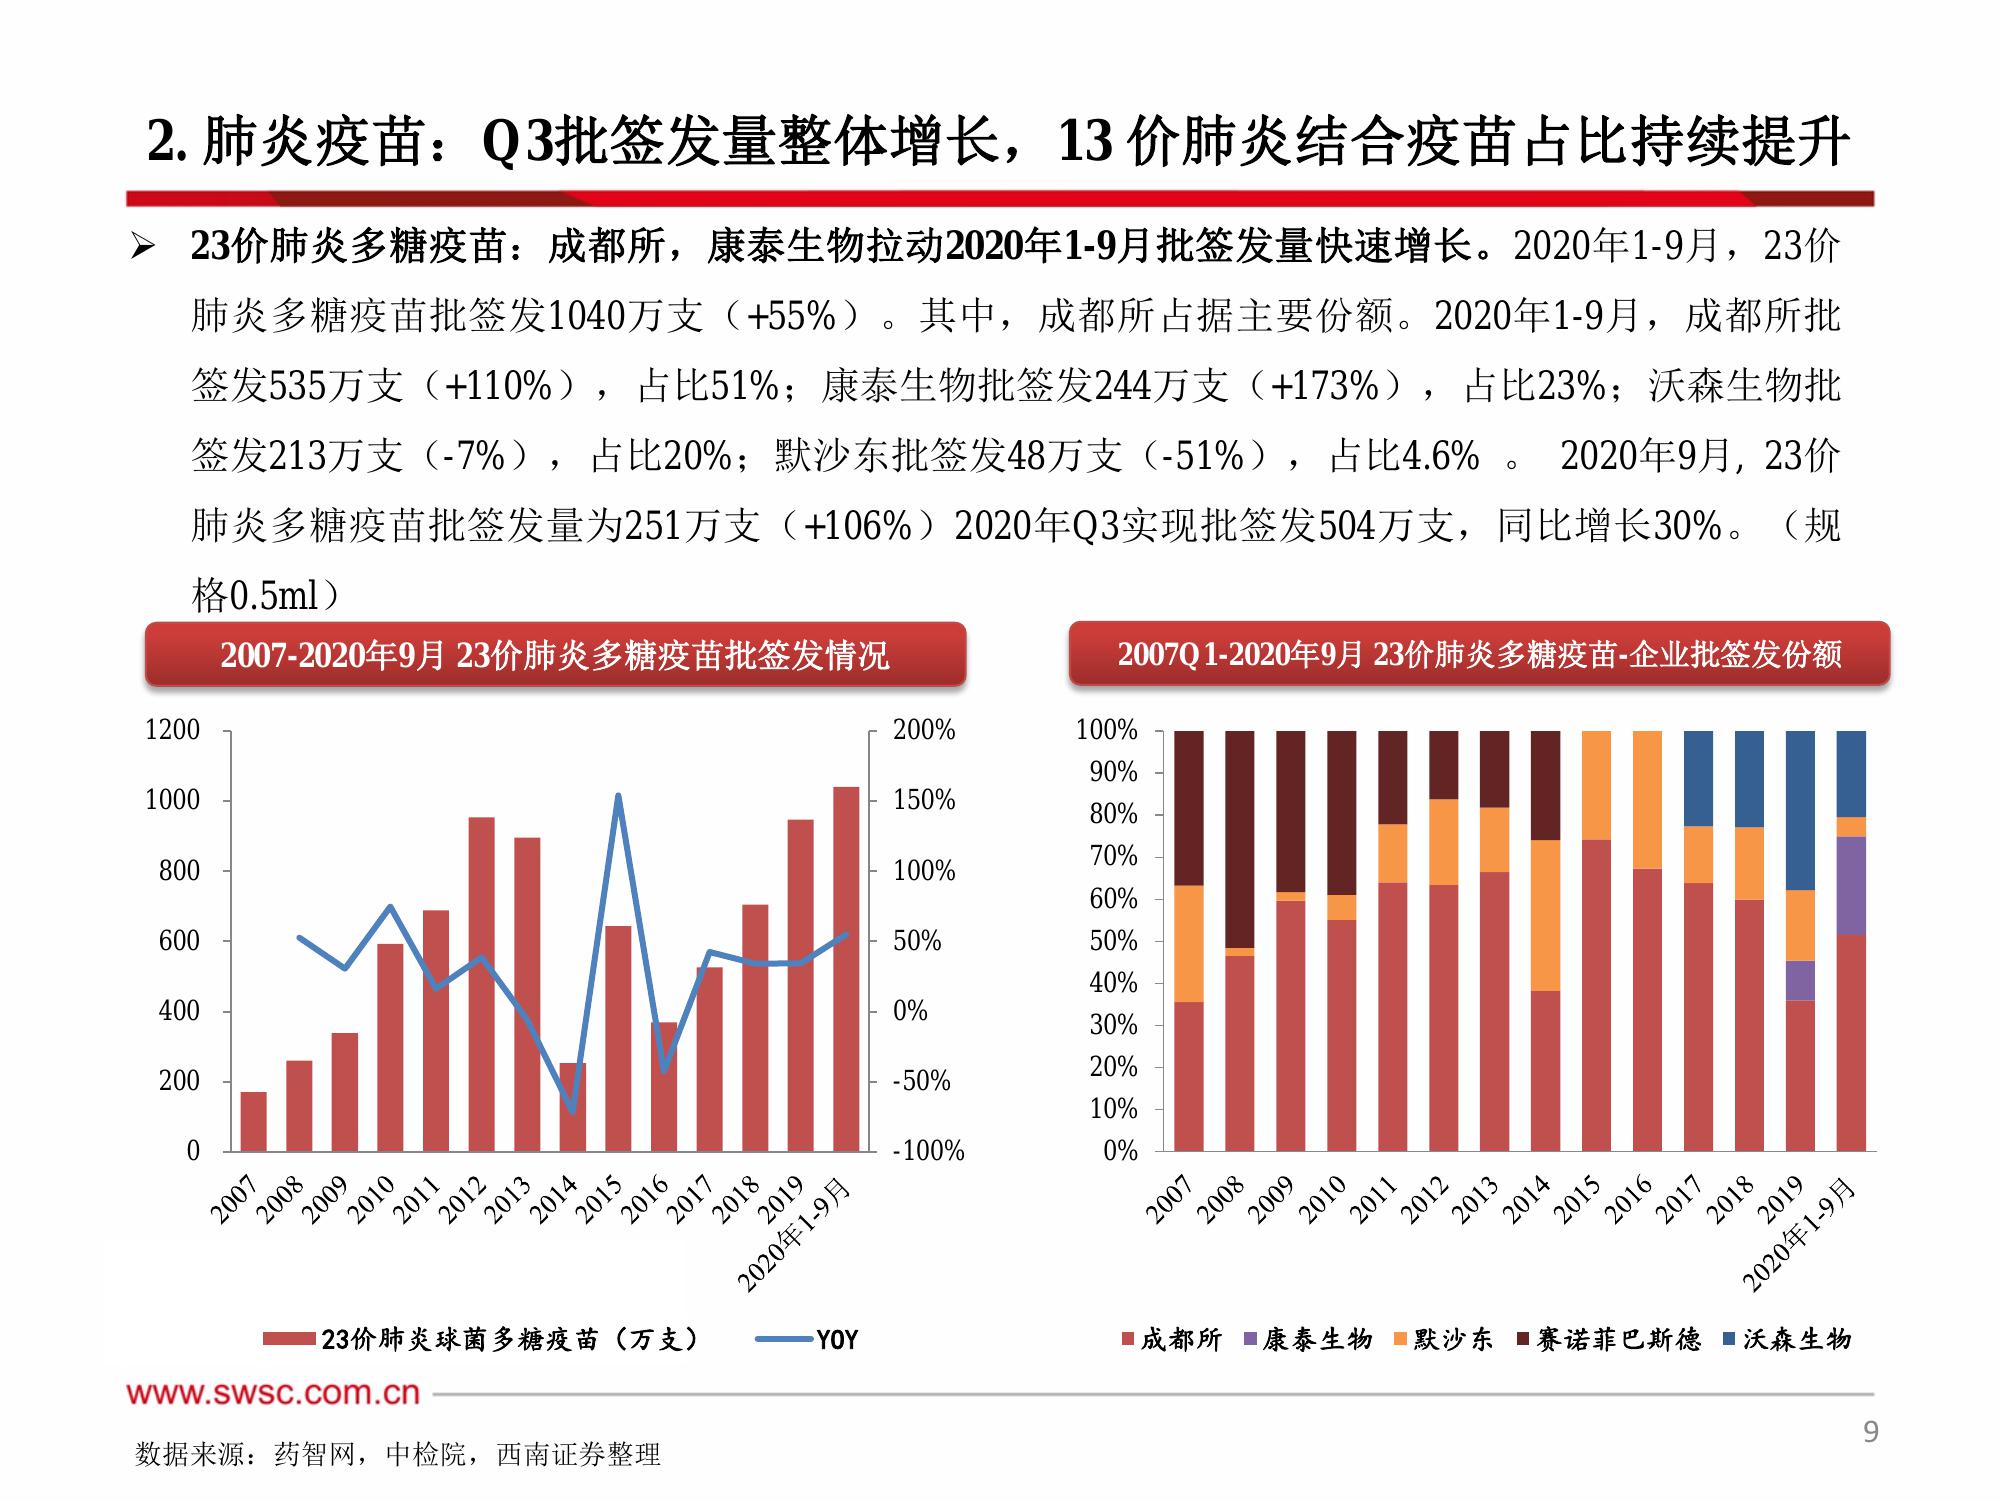 2. 肺炎疫苗：Q3批签发量整体增长，13 价肺炎结合疫苗占比持续提升
➢ 23价肺炎多糖疫苗：成都所，康泰生物拉动2020年1-9月批签发量快速增长。2020年1-9月，23价
肺炎多糖疫苗批签发1040万支（+55%）。其中，成都所占据主要份额。2020年1-9月，成都所批
签发535万支（+110%），占比51%；康泰生物批签发244万支（+173%），占比23%；沃森生物批
签发213万支（-7%），占比20%；默沙东批签发48万支（-51%），占比4.6% 。 2020年9月, 23价
肺炎多糖疫苗批签发量为251万支（+106%）2020年Q3实现批签发504万支，同比增长30%。（规
格0.5ml）
2007-2020年9月 23价肺炎多糖疫苗批签发情况
1200
1000
800
600
400
200
0
200%
150%
100%
50%
0%
-50%
-100%
2007
2008
2009
2010
2011
2012
2013
2014
2015
2016
2017
2018
2019
2020年1-9月
23价肺炎球菌多糖疫苗（万支）
YOY
2007Q1-2020年9月 23价肺炎多糖疫苗-企业批签发份额
100%
90%
80%
70%
60%
50%
40%
30%
20%
10%
0%
2007
2008
2009
2010
2011
2012
2013
2014
2015
2016
2017
2018
2019
2020年1-9月
成都所
康泰生物
默沙东
赛诺菲巴斯德
沃森生物
www.swsc.com.cn
9
数据来源：药智网，中检院，西南证券整理